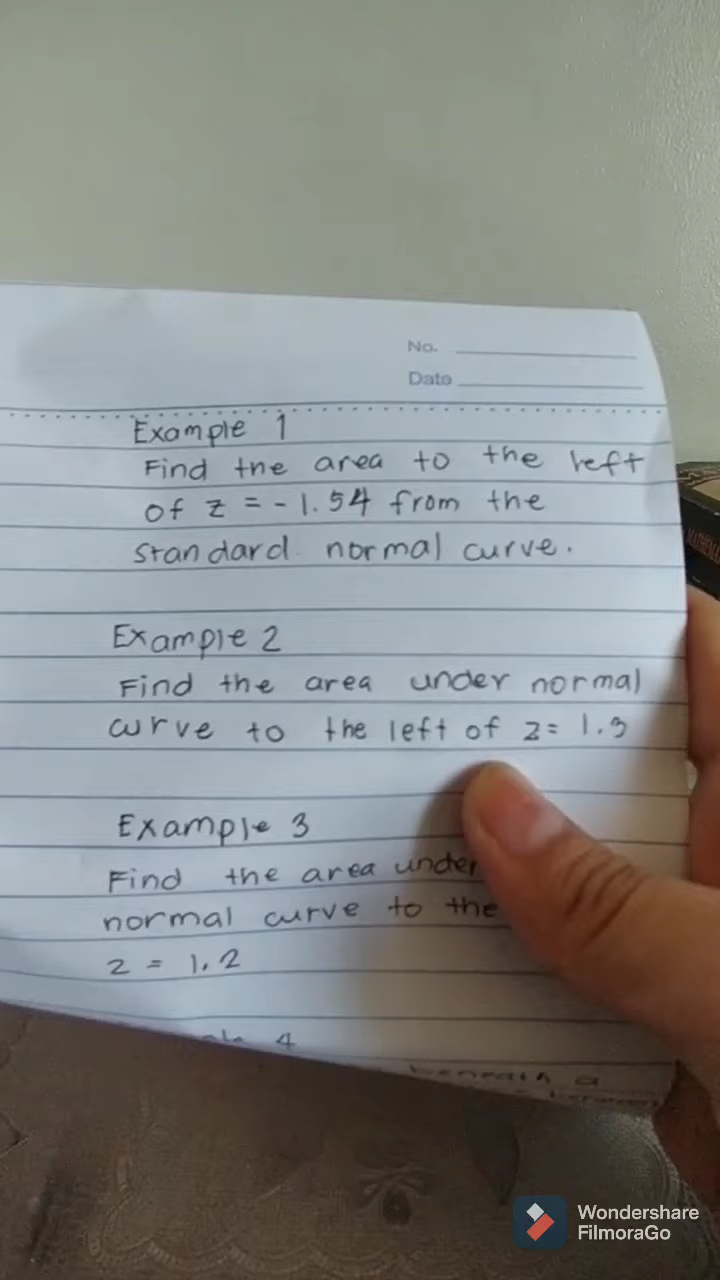 No.
Date
Example 1
Find the area to the left
of z = - 1.54 from the
standard normal curve.
Example 2
Find the area under normal
curve to the left of z = 1.3
Example 3
Find the area under
normal curve to the
z = 1.2
4
beneath a
Wondershare
FilmoraGo